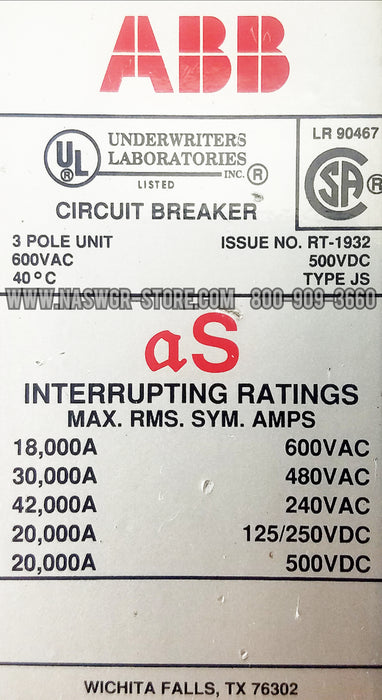 ABB
UL ®
UNDERWRITERS
LABORATORIES
INC. ®
LISTED
LR 90467
CSA ®
CIRCUIT BREAKER
3 POLE UNIT ISSUE NO. RT-1932
600VAC 500VDC
40°C TYPE JS
WWW.NASWGR-STORE.COM 800-909-3660
aS
INTERRUPTING RATINGS
MAX. RMS. SYM. AMPS
18,000A 600VAC
30,000A 480VAC
42,000A 240VAC
20,000A 125/250VDC
20,000A 500VDC
WICHITA FALLS, TX 76302